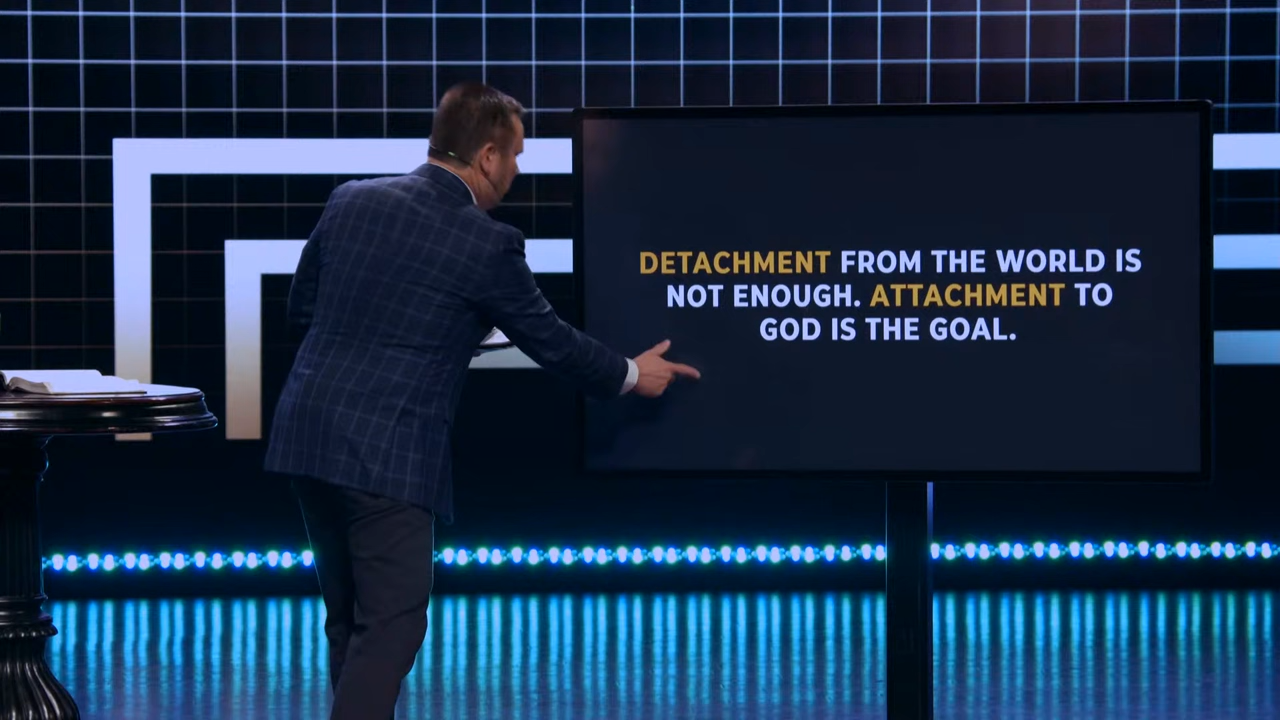 DETACHMENT FROM THE WORLD IS
NOT ENOUGH. ATTACHMENT TO
GOD IS THE GOAL.